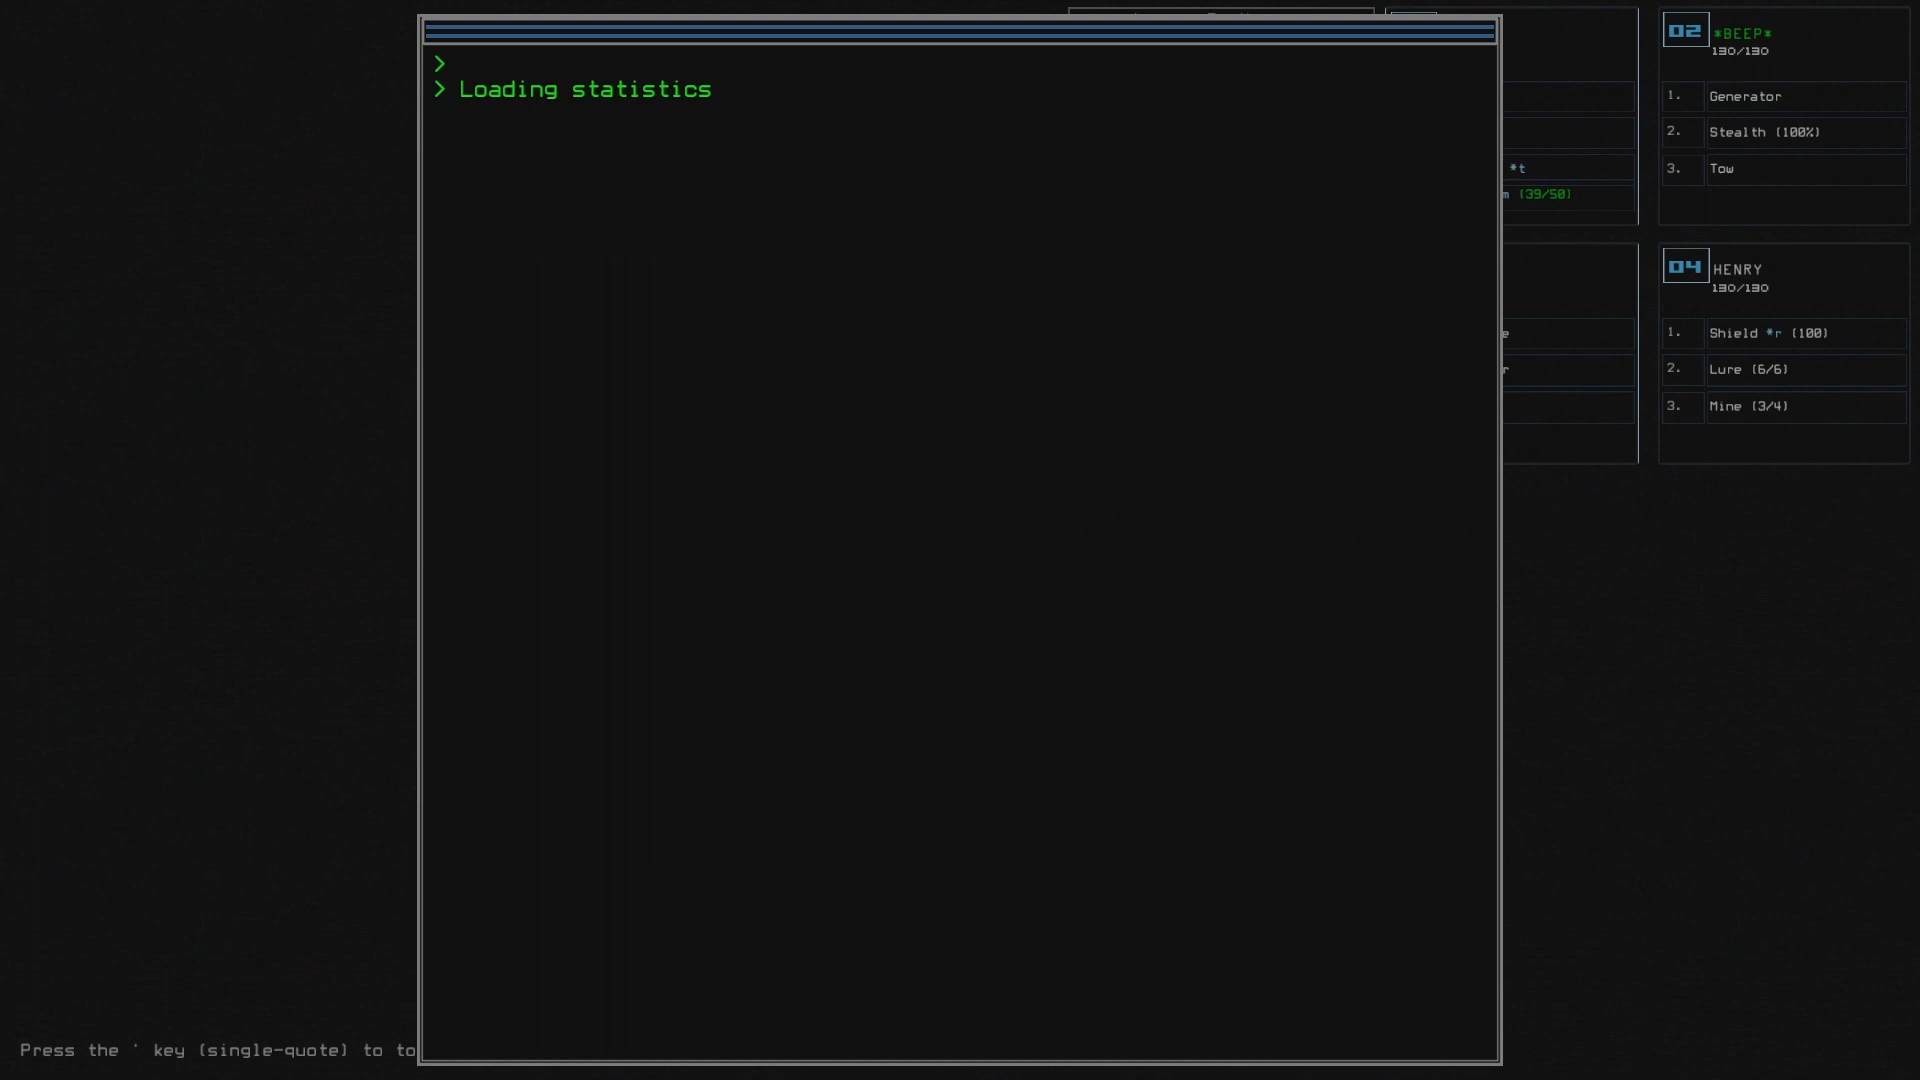 >
> Loading statistics
*t
m (39/50)
e
r
02 *BEEP*
130/130
1. Generator
2. Stealth (100%)
3. Tow
04 HENRY
130/130
1. Shield *r (100)
2. Lure (6/6)
3. Mine (3/4)
Press the ' key (single-quote) to to